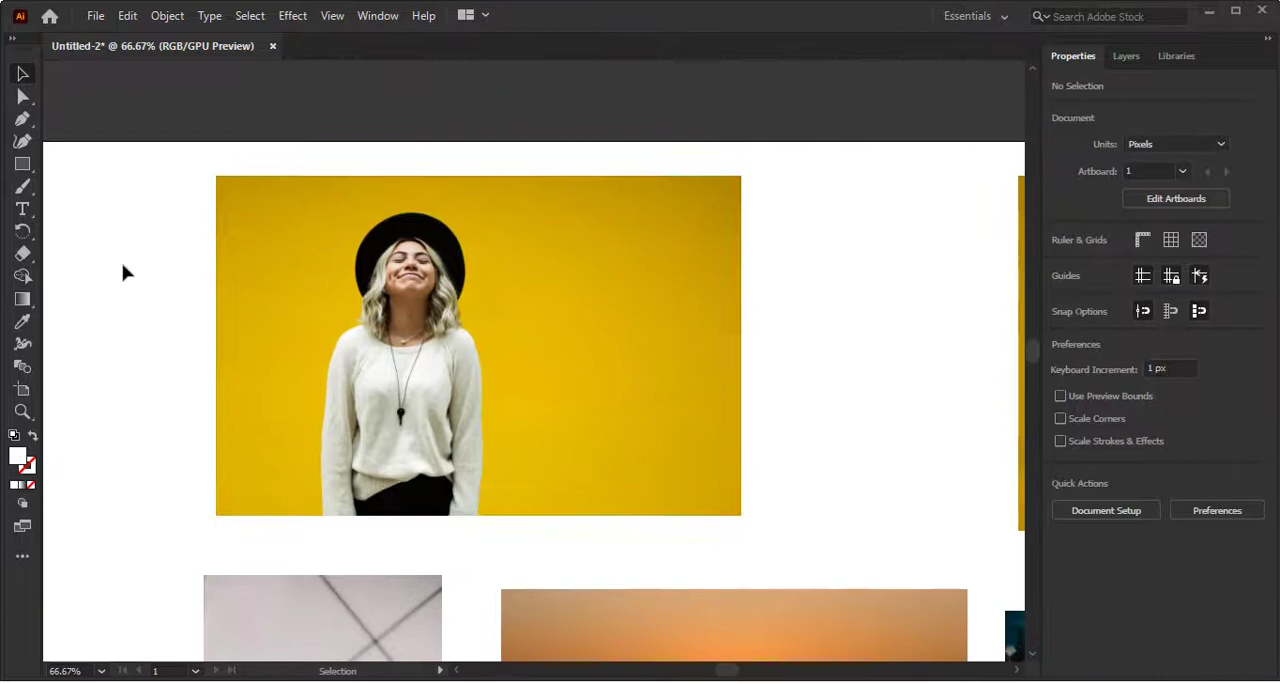 Ai File Edit Object Type Select Effect View Window Help Essentials Search Adobe Stock
Untitled-2* @ 66.67% (RGB/GPU Preview) ×
Properties Layers Libraries
No Selection
Document
Units: Pixels
Artboard: 1
Edit Artboards
Ruler & Grids
Guides
Snap Options
Preferences
Keyboard Increment: 1 px
Use Preview Bounds
Scale Corners
Scale Strokes & Effects
Quick Actions
Document Setup Preferences
66.67% 1 Selection